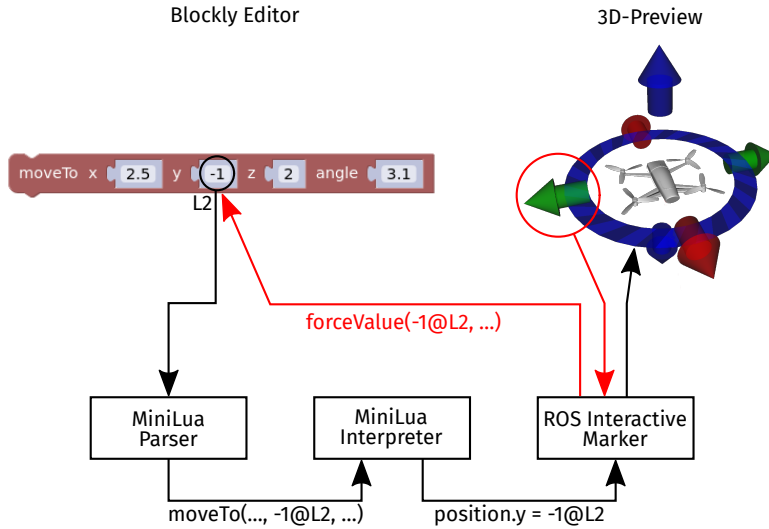 Blockly Editor
3D-Preview
moveTo x 2.5 y -1 z 2 angle 3.1
L2
forceValue(-1@L2, ...)
MiniLua
Parser
MiniLua
Interpreter
ROS Interactive
Marker
moveTo(..., -1@L2, ...)
position.y = -1@L2